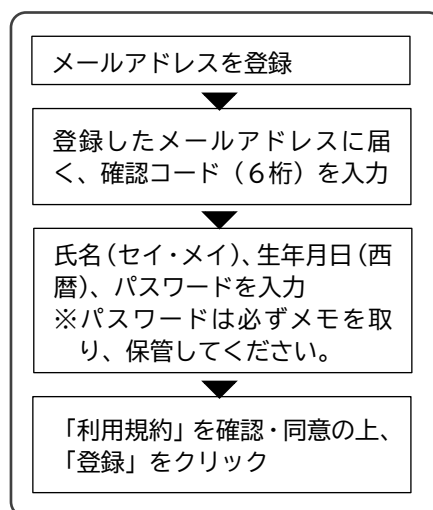 メールアドレスを登録
登録したメールアドレスに届
く、確認コード（６桁）を入力
氏名（セイ・メイ）、生年月日（西
暦）、パスワードを入力
※パスワードは必ずメモを取
り、保管してください。
「利用規約」を確認・同意の上、
「登録」をクリック